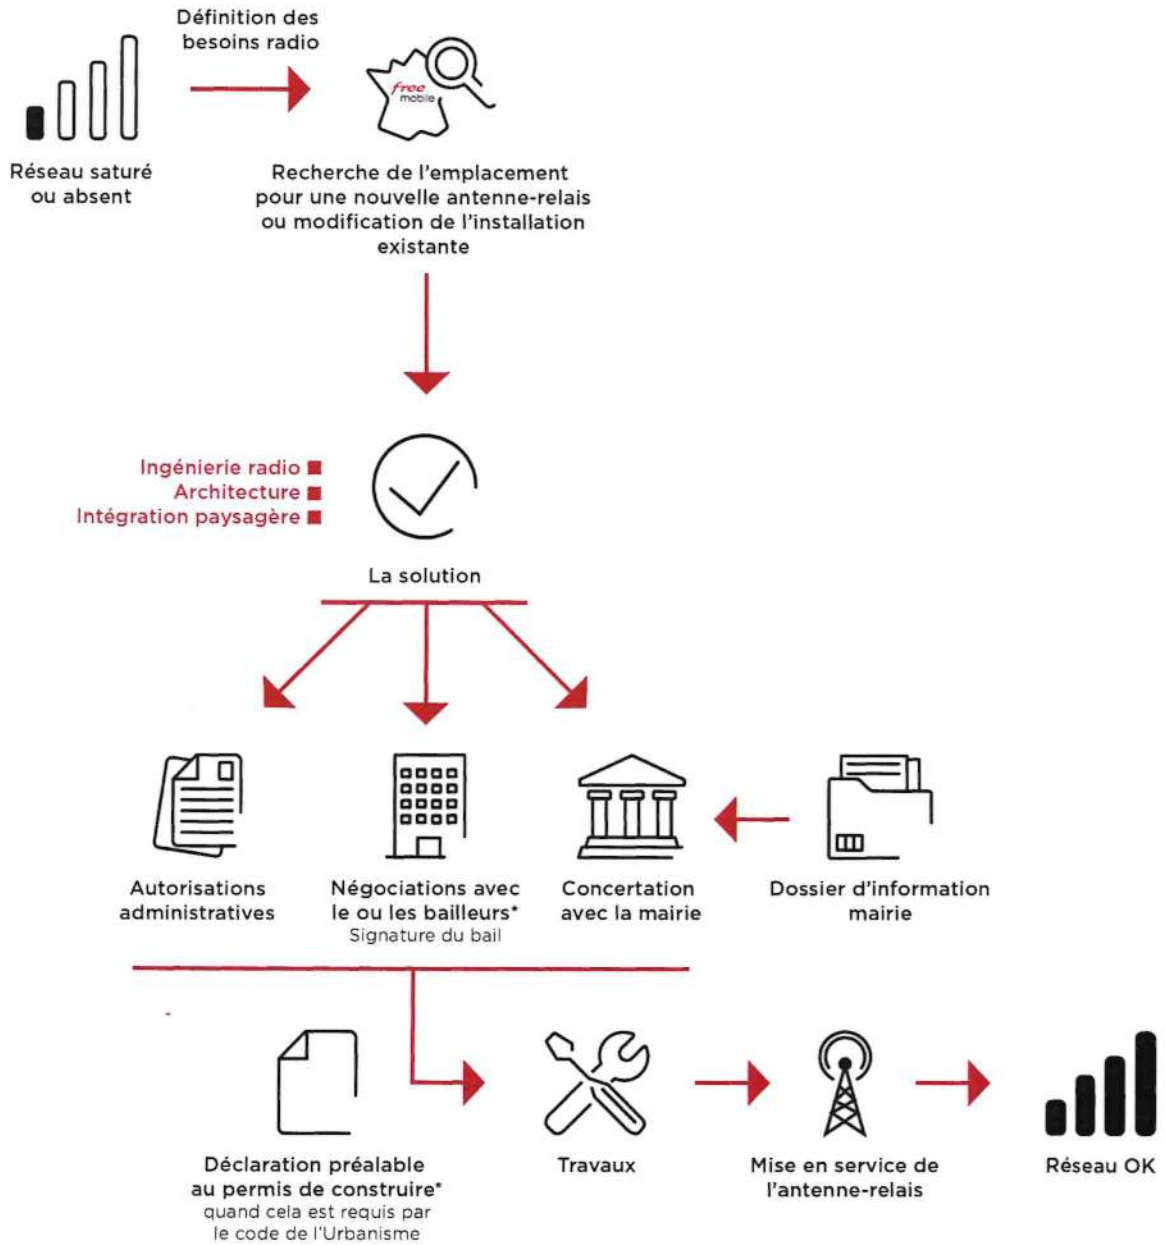 Définition des
besoins radio
free
mobile
Réseau saturé
ou absent
Recherche de l'emplacement
pour une nouvelle antenne-relais
ou modification de l'installation
existante
Ingénierie radio
Architecture
Intégration paysagère
La solution
Autorisations
administratives
Négociations avec
le ou les bailleurs*
Signature du bail
Concertation
avec la mairie
Dossier d'information
mairie
Déclaration préalable
au permis de construire*
quand cela est requis par
le code de l'Urbanisme
Travaux
Mise en service de
l'antenne-relais
Réseau OK